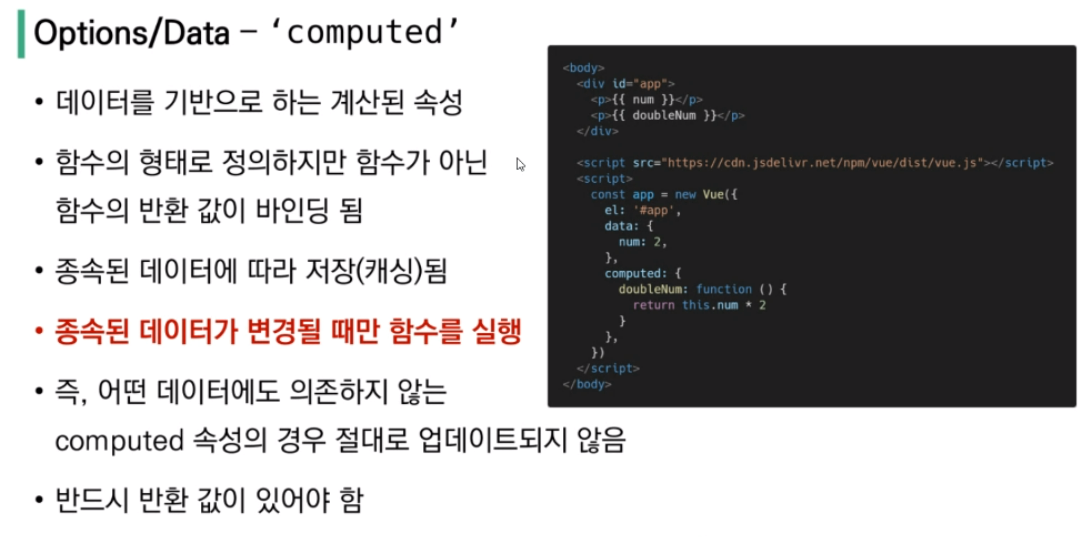 Options/Data – ‘computed’
• 데이터를 기반으로 하는 계산된 속성
• 함수의 형태로 정의하지만 함수가 아닌
함수의 반환 값이 바인딩 됨
• 종속된 데이터에 따라 저장(캐싱)됨
• 종속된 데이터가 변경될 때만 함수를 실행
• 즉, 어떤 데이터에도 의존하지 않는
computed 속성의 경우 절대로 업데이트되지 않음
• 반드시 반환 값이 있어야 함
<body>
  <div id="app">
    <p>{{ num }}</p>
    <p>{{ doubleNum }}</p>
  </div>
  <script src="https://cdn.jsdelivr.net/npm/vue/dist/vue.js"></script>
  <script>
    const app = new Vue({
      el: '#app',
      data: {
        num: 2,
      },
      computed: {
        doubleNum: function () {
          return this.num * 2
        }
      },
    })
  </script>
</body>